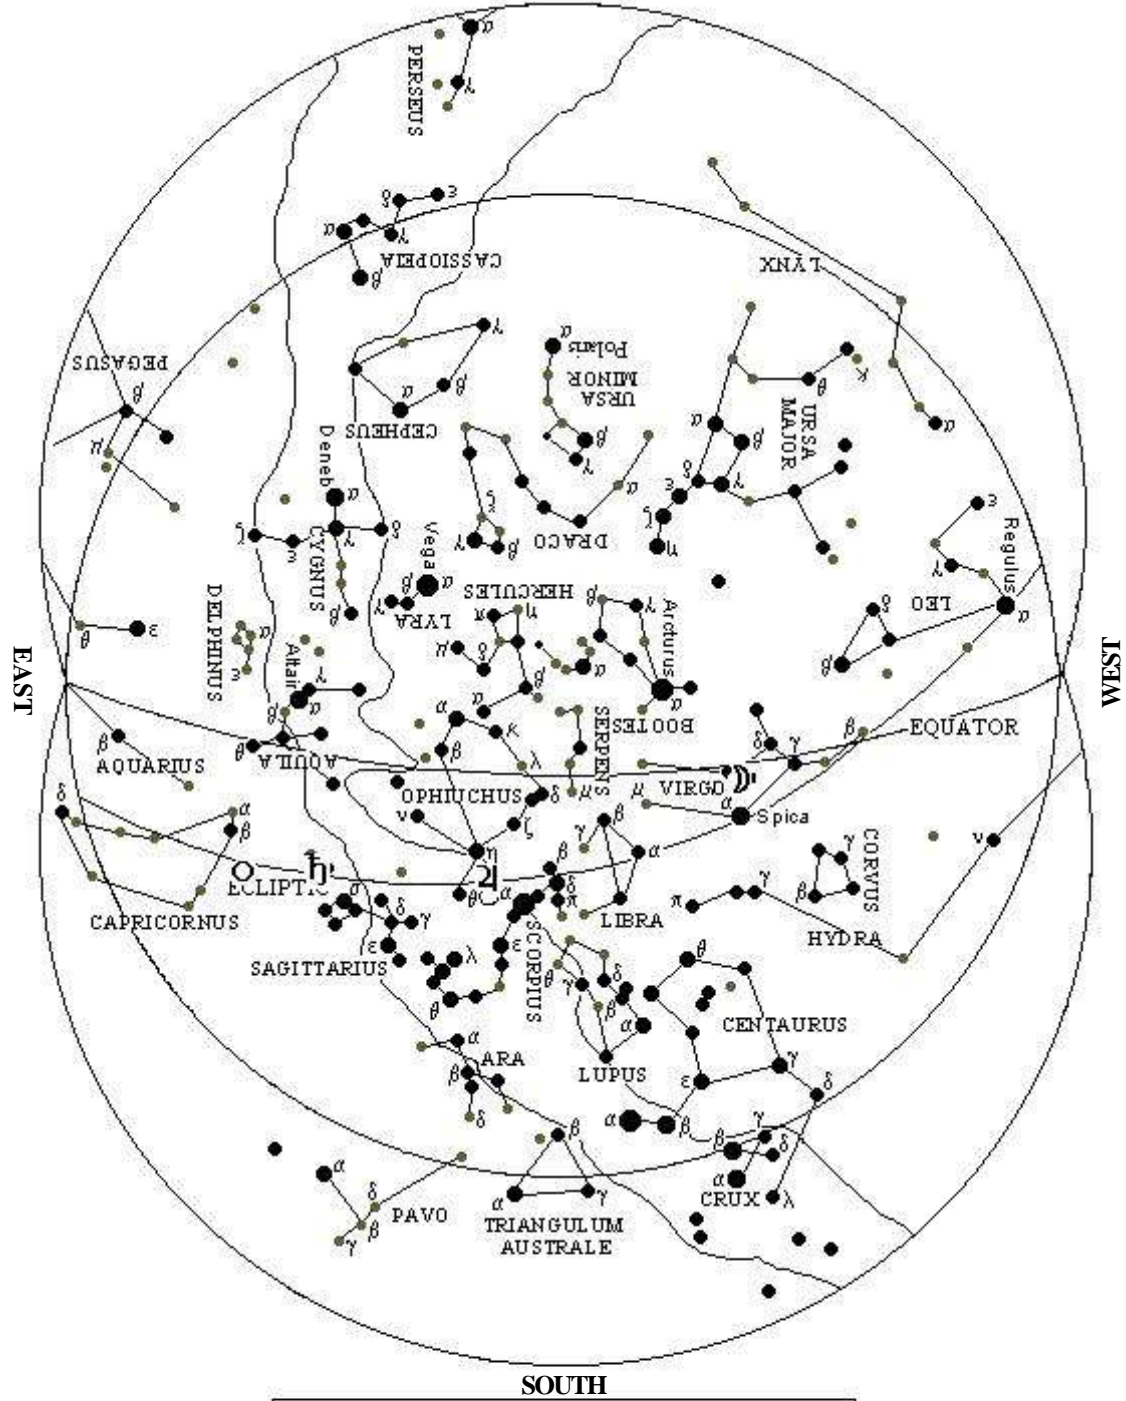 PERSEUS
α
γ
δ
ε
α
γ
CASSIOPEIA
β
LYNX
PEGASUS
β
μ
γ
α
β
CEPHEUS
α
Polaris
URSA
MINOR
β
γ
θ
κ
URSA
MAJOR
α
β
δ
γ
ε
ζ
η
α
Deneb
α
CYGNUS
ζ
ε
γ
δ
β
Vega
α
β
γ
LYRA
ξ
γ
β
DRACO
α
HERCULES
π
η
μ
δ
β
α
β
γ
Arcturus
α
BOOTES
α
ε
γ
Regulus
α
LEO
δ
β
EAST
WEST
θ
ε
DELPHINUS
α
ε
Altair
γ
α
β
θ
AQUILA
β
AQUARIUS
α
β
κ
λ
OPHIUCHUS
δ
ν
ζ
η
θ
SERPENS
μ
μ
VIRGO
δ
γ
β
EQUATOR
α
Spica
δ
α
β
CAPRICORNUS
ECLIPTIC
♄
♃
γ
β
α
LIBRA
β
δ
π
α
SCORPIUS
ε
λ
θ
σ
δ
γ
ε
SAGITTARIUS
π
γ
γ
β
CORVUS
ν
HYDRA
θ
γ
δ
β
α
LUPUS
θ
CENTAURUS
ε
γ
δ
α
β
α
ARA
β
δ
β
γ
δ
α
CRUX
λ
β
α
γ
TRIANGULUM
AUSTRALE
α
δ
β
γ
PAVO
SOUTH